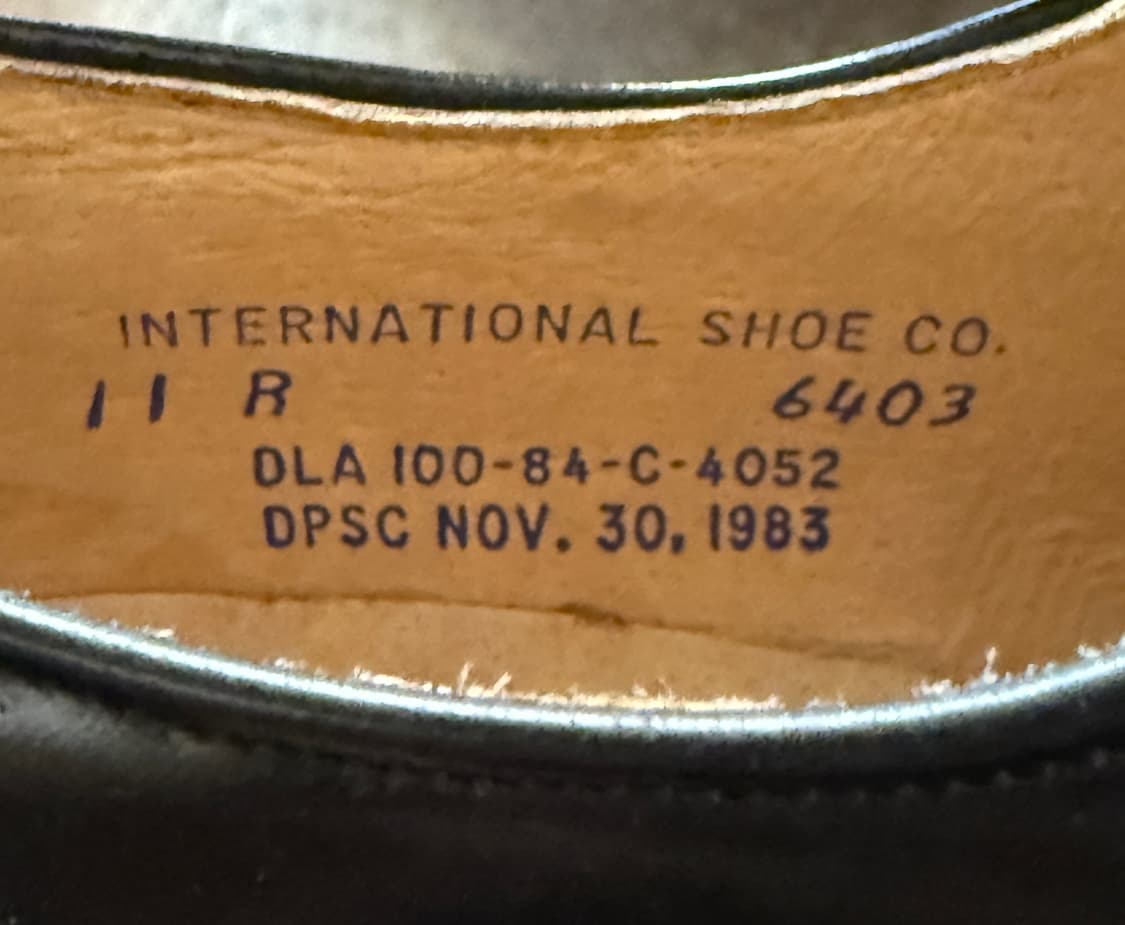 INTERNATIONAL SHOE CO.
11 R 6403
DLA 100-84-C-4052
DPSC NOV. 30, 1983